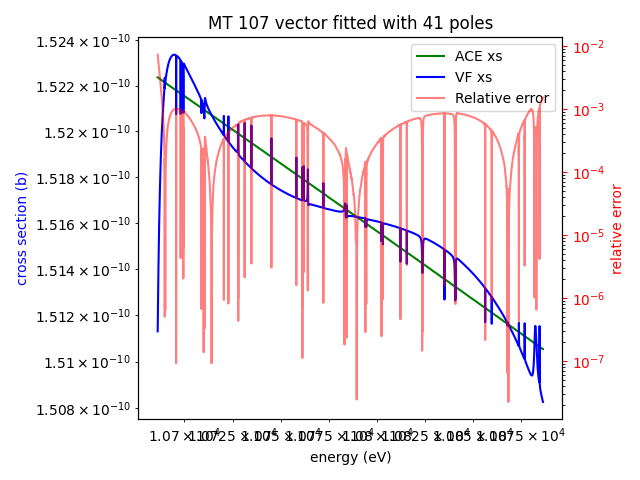 MT 107 vector fitted with 41 poles
ACE xs
VF xs
Relative error
1.524 × 10⁻¹⁰
1.522 × 10⁻¹⁰
1.52 × 10⁻¹⁰
1.518 × 10⁻¹⁰
1.516 × 10⁻¹⁰
1.514 × 10⁻¹⁰
1.512 × 10⁻¹⁰
1.51 × 10⁻¹⁰
1.508 × 10⁻¹⁰
cross section (b)
10⁻²
10⁻³
10⁻⁴
10⁻⁵
10⁻⁶
10⁻⁷
relative error
energy (eV)